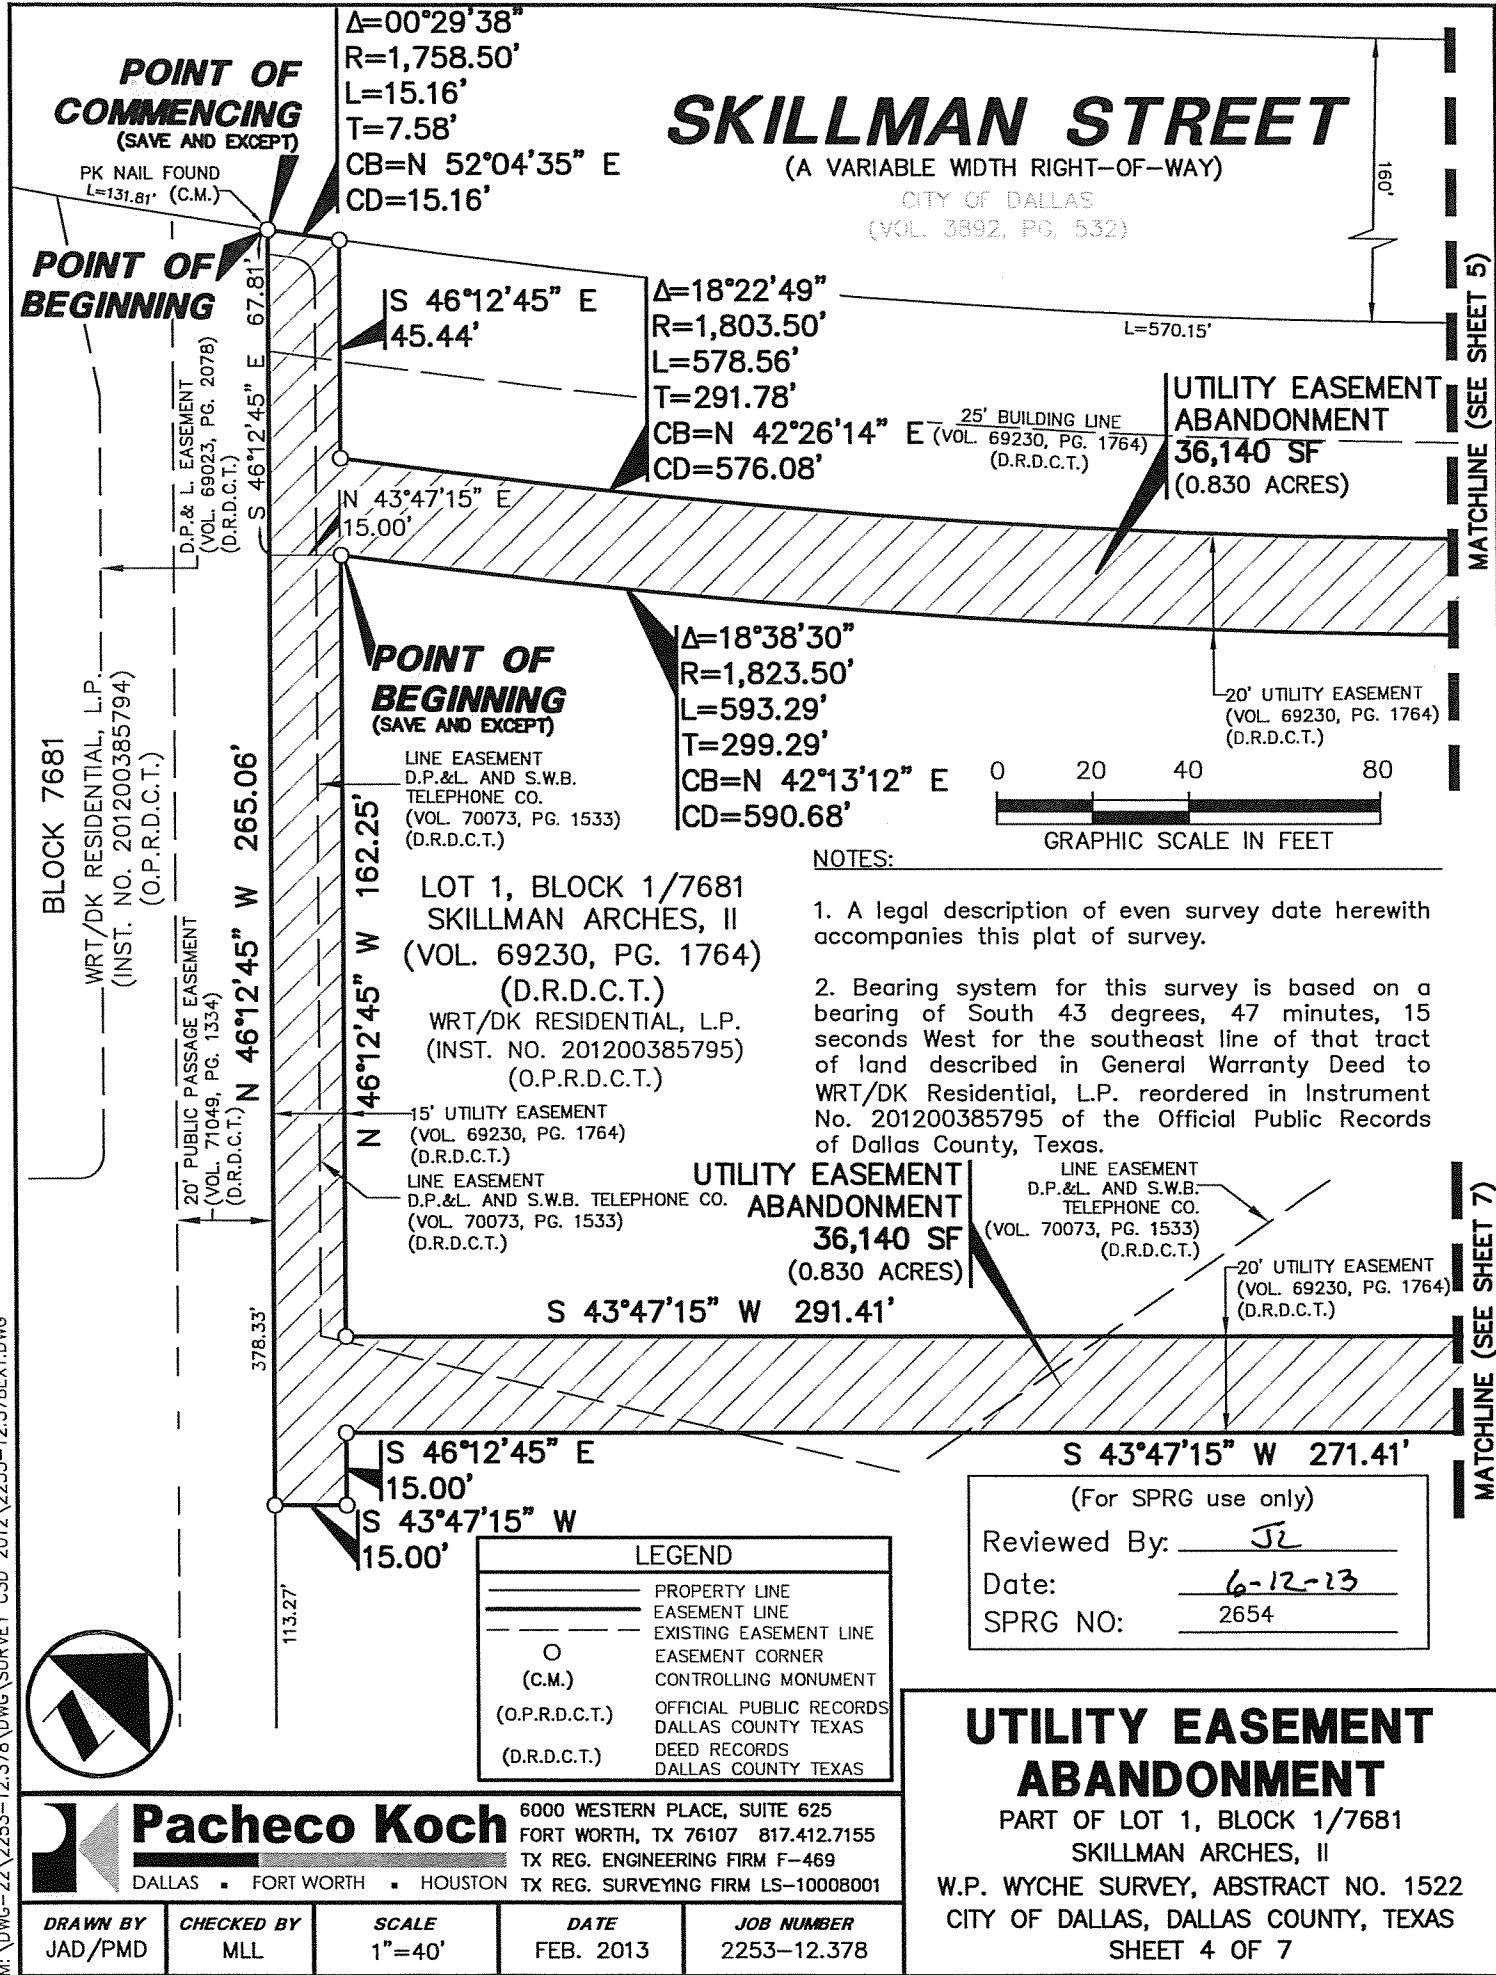 Δ=00°29'38"
R=1,758.50'
L=15.16'
T=7.58'
CB=N 52°04'35" E
CD=15.16'
POINT OF
COMMENCING
(SAVE AND EXCEPT)
PK NAIL FOUND
L=131.81' (C.M.)
SKILLMAN STREET
(A VARIABLE WIDTH RIGHT-OF-WAY)
CITY OF DALLAS
(VOL. 3892, PG. 532)
160'
POINT OF
BEGINNING
S 46°12'45" E 67.81'
S 46°12'45" E
45.44'
Δ=18°22'49"
R=1,803.50'
L=578.56'
T=291.78'
CB=N 42°26'14" E
CD=576.08'
L=570.15'
MATCHLINE (SEE SHEET 5)
25' BUILDING LINE
(VOL. 69230, PG. 1764)
(D.R.D.C.T.)
UTILITY EASEMENT
ABANDONMENT
36,140 SF
(0.830 ACRES)
D.P.& L. EASEMENT
(VOL. 69023, PG. 2078)
(D.R.D.C.T.)
N 43°47'15" E
15.00'
POINT OF
BEGINNING
(SAVE AND EXCEPT)
Δ=18°38'30"
R=1,823.50'
L=593.29'
T=299.29'
CB=N 42°13'12" E
CD=590.68'
20' UTILITY EASEMENT
(VOL. 69230, PG. 1764)
(D.R.D.C.T.)
0 20 40 80
GRAPHIC SCALE IN FEET
BLOCK 7681
WRT/DK RESIDENTIAL, L.P.
(INST. NO. 201200385794)
(O.P.R.D.C.T.)
N 46°12'45" W 265.06'
LINE EASEMENT
D.P.&L. AND S.W.B.
TELEPHONE CO.
(VOL. 70073, PG. 1533)
(D.R.D.C.T.)
N 46°12'45" W 162.25'
LOT 1, BLOCK 1/7681
SKILLMAN ARCHES, II
(VOL. 69230, PG. 1764)
(D.R.D.C.T.)
WRT/DK RESIDENTIAL, L.P.
(INST. NO. 201200385795)
(O.P.R.D.C.T.)
NOTES:
1. A legal description of even survey date herewith
accompanies this plat of survey.
2. Bearing system for this survey is based on a
bearing of South 43 degrees, 47 minutes, 15
seconds West for the southeast line of that tract
of land described in General Warranty Deed to
WRT/DK Residential, L.P. reordered in Instrument
No. 201200385795 of the Official Public Records
of Dallas County, Texas.
20' PUBLIC PASSAGE EASEMENT
(VOL. 71049, PG. 1334)
(D.R.D.C.T.)
15' UTILITY EASEMENT
(VOL. 69230, PG. 1764)
(D.R.D.C.T.)
LINE EASEMENT
D.P.&L. AND S.W.B. TELEPHONE CO.
(VOL. 70073, PG. 1533)
(D.R.D.C.T.)
UTILITY EASEMENT
ABANDONMENT
36,140 SF
(0.830 ACRES)
LINE EASEMENT
D.P.&L. AND S.W.B.
TELEPHONE CO.
(VOL. 70073, PG. 1533)
(D.R.D.C.T.)
20' UTILITY EASEMENT
(VOL. 69230, PG. 1764)
(D.R.D.C.T.)
MATCHLINE (SEE SHEET 7)
S 43°47'15" W 291.41'
378.33'
S 46°12'45" E
15.00'
S 43°47'15" W
15.00'
S 43°47'15" W 271.41'
113.27'
(For SPRG use only)
Reviewed By: JL
Date: 6-12-13
SPRG NO: 2654
LEGEND
PROPERTY LINE
EASEMENT LINE
EXISTING EASEMENT LINE
EASEMENT CORNER
(C.M.) CONTROLLING MONUMENT
(O.P.R.D.C.T.) OFFICIAL PUBLIC RECORDS
DALLAS COUNTY TEXAS
(D.R.D.C.T.) DEED RECORDS
DALLAS COUNTY TEXAS
Pacheco Koch
DALLAS ▪ FORT WORTH ▪ HOUSTON
6000 WESTERN PLACE, SUITE 625
FORT WORTH, TX 76107 817.412.7155
TX REG. ENGINEERING FIRM F-469
TX REG. SURVEYING FIRM LS-10008001
DRAWN BY CHECKED BY SCALE DATE JOB NUMBER
JAD/PMD MLL 1"=40' FEB. 2013 2253-12.378
UTILITY EASEMENT
ABANDONMENT
PART OF LOT 1, BLOCK 1/7681
SKILLMAN ARCHES, II
W.P. WYCHE SURVEY, ABSTRACT NO. 1522
CITY OF DALLAS, DALLAS COUNTY, TEXAS
SHEET 4 OF 7